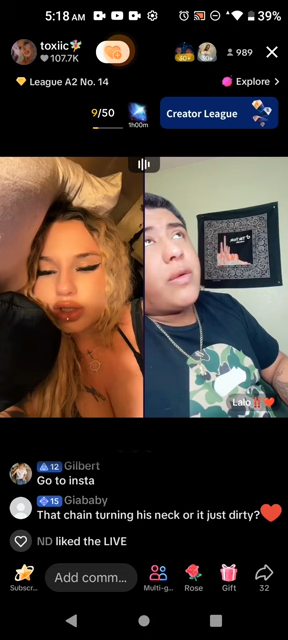 5:18 AM
39%
toxiic
107.7K
40+
30+
989
League A2 No. 14
Explore >
9/50
1h00m
Creator League
Lalo‼️❤️
12 Gilbert
Go to insta
15 Giababy
That chain turning his neck or it just dirty?
ND liked the LIVE
Subscr...
Add comm...
Multi-g...
Rose
Gift
32